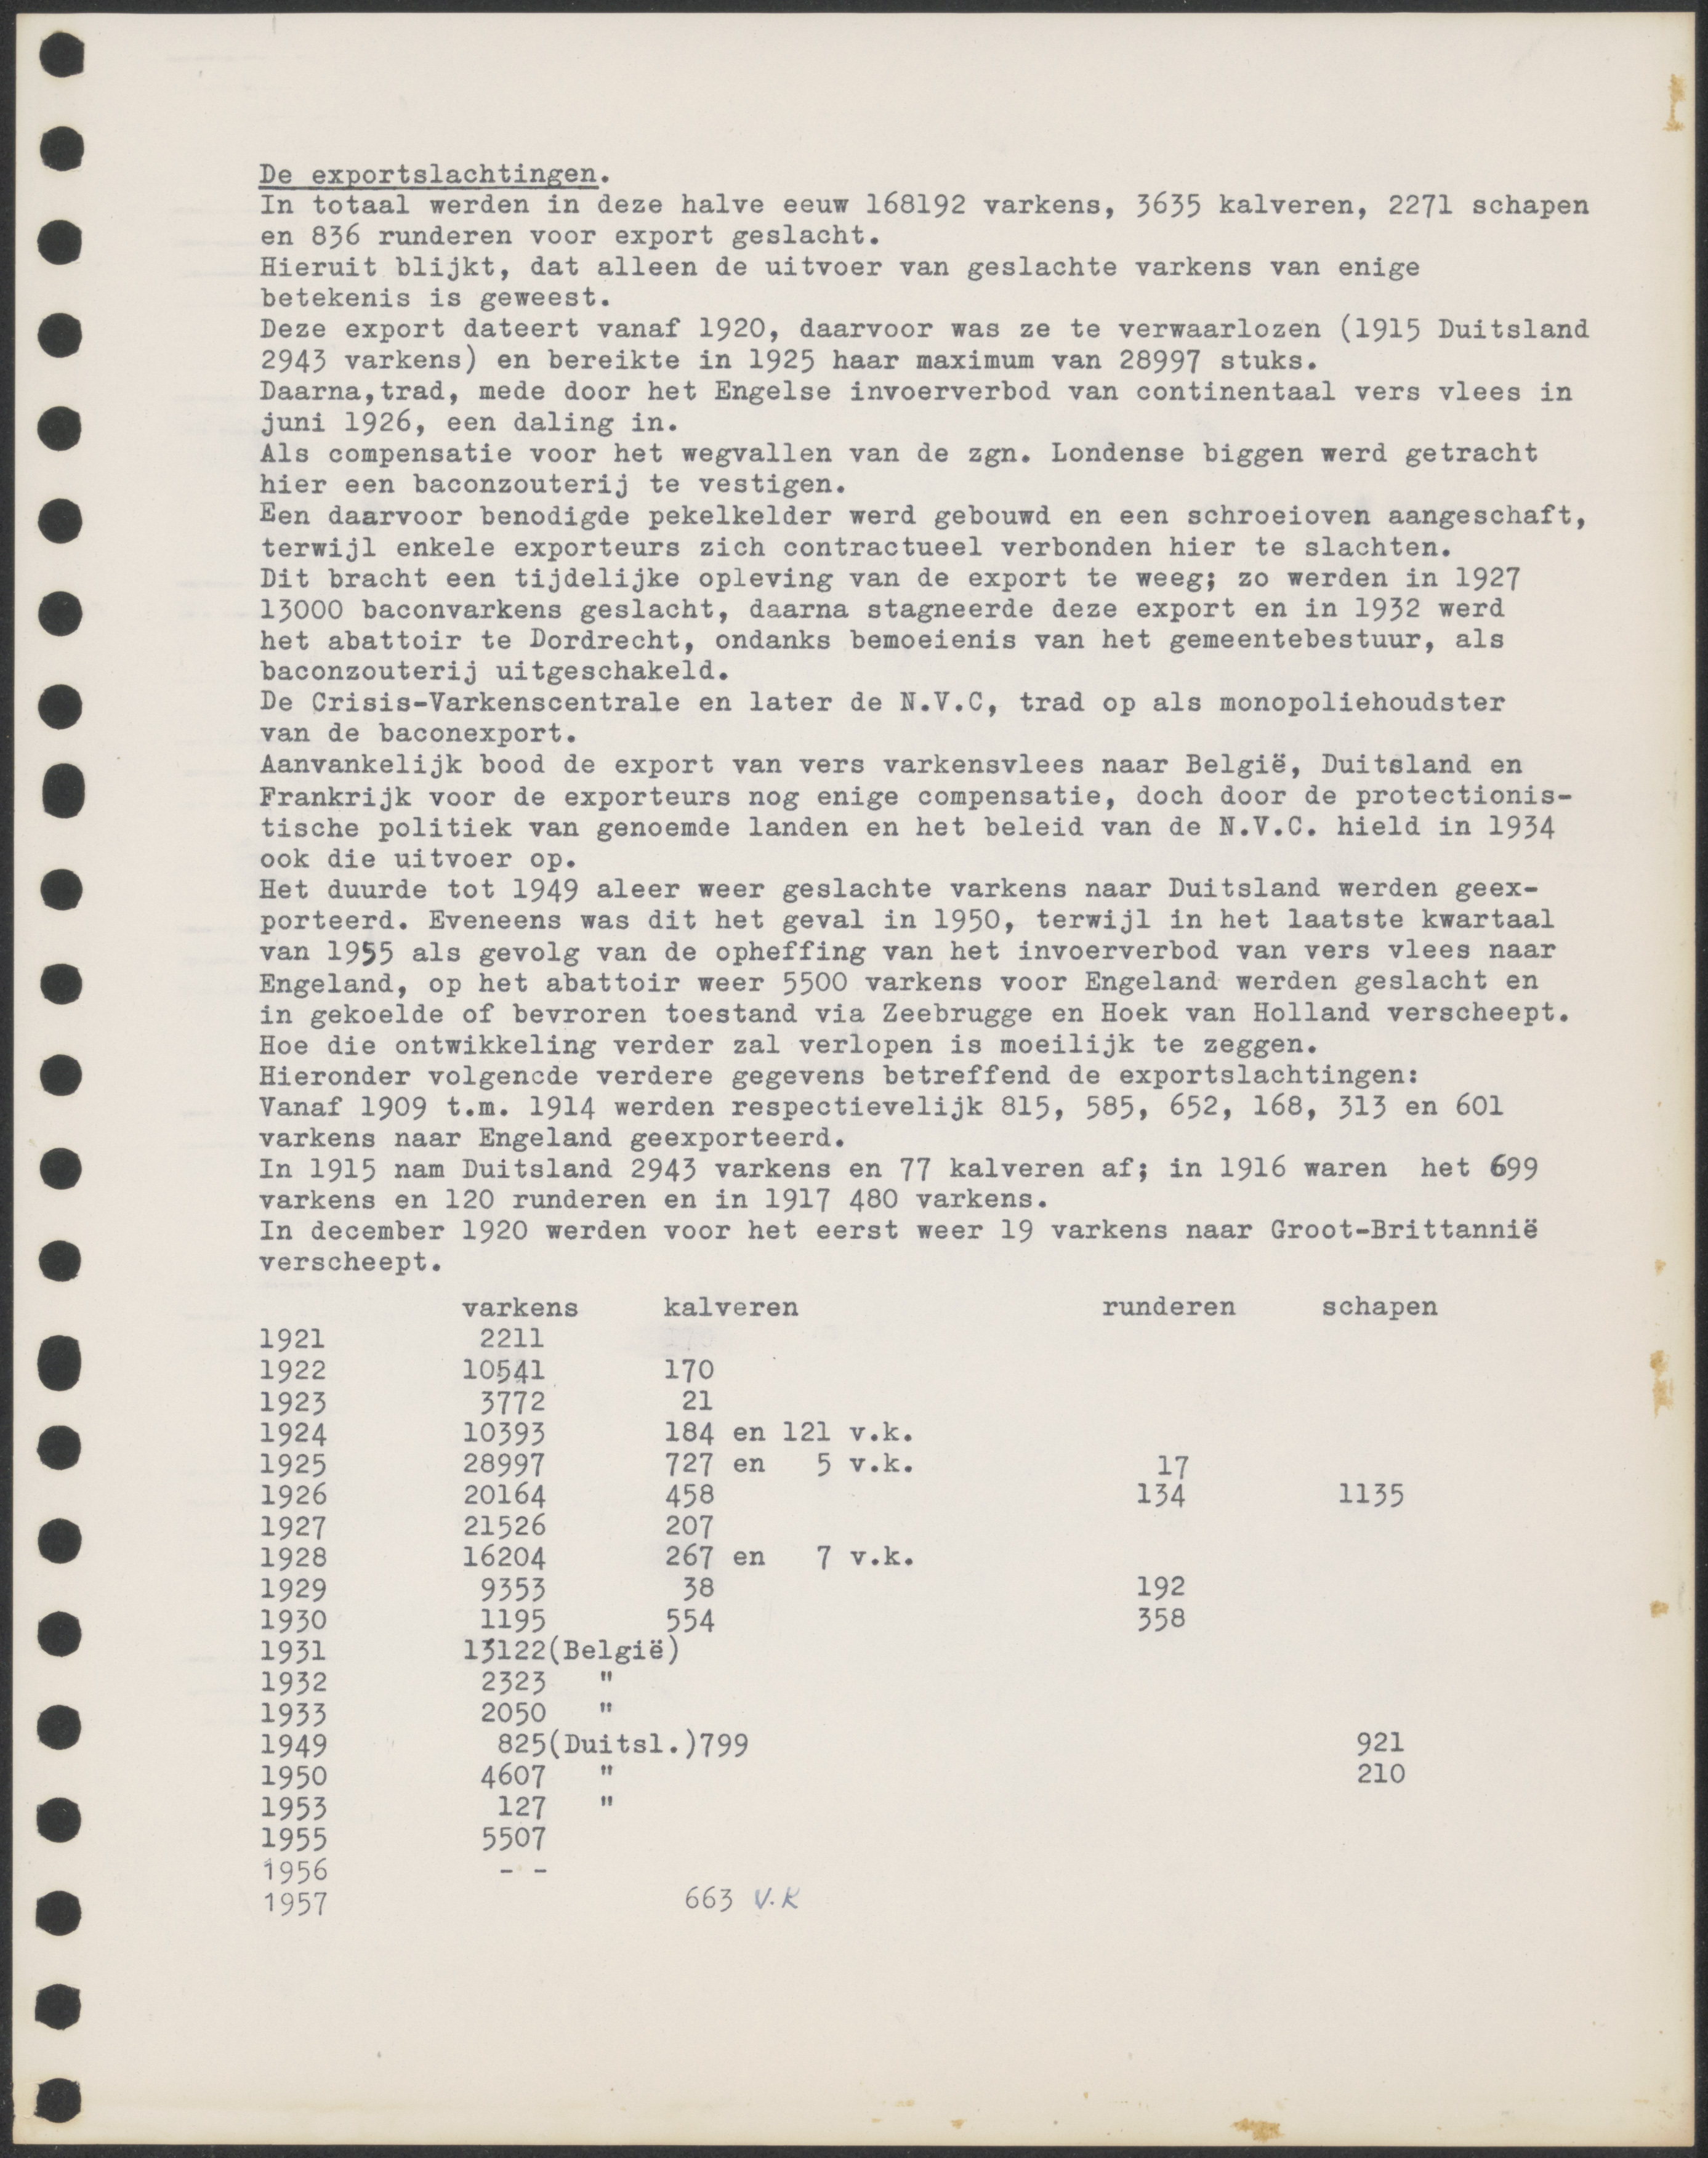 De exportslachtingen.
In totaal werden in deze halve eeuw 168192 varkens, 3635 kalveren, 2271 schapen
en 836 runderen voor export geslacht.
Hieruit blijkt, dat alleen de uitvoer van geslachte varkens van enige
betekenis is geweest.
Deze export dateert vanaf 1920, daarvoor was ze te verwaarlozen (1915 Duitsland
2943 varkens) en bereikte in 1925 haar maximum van 28997 stuks.
Daarna,trad, mede door het Engelse invoerverbod van continentaal vers vlees in
juni 1926, een daling in.
Als compensatie voor het wegvallen van de zgn. Londense biggen werd getracht
hier een baconzouterij te vestigen.
Een daarvoor benodigde pekelkelder werd gebouwd en een schroeioven aangeschaft,
terwijl enkele exporteurs zich contractueel verbonden hier te slachten.
Dit bracht een tijdelijke opleving van de export te weeg; zo werden in 1927
13000 baconvarkens geslacht, daarna stagneerde deze export en in 1932 werd
het abattoir te Dordrecht, ondanks bemoeienis van het gemeentebestuur, als
baconzouterij uitgeschakeld.
De Crisis-Varkenscentrale en later de N.V.C, trad op als monopoliehoudster
van de baconexport.
Aanvankelijk bood de export van vers varkensvlees naar België, Duitsland en
Frankrijk voor de exporteurs nog enige compensatie, doch door de protectionis-
tische politiek van genoemde landen en het beleid van de N.V.C. hield in 1934
ook die uitvoer op.
Het duurde tot 1949 aleer weer geslachte varkens naar Duitsland werden geex-
porteerd. Eveneens was dit het geval in 1950, terwijl in het laatste kwartaal
van 1955 als gevolg van de opheffing van het invoerverbod van vers vlees naar
Engeland, op het abattoir weer 5500 varkens voor Engeland werden geslacht en
in gekoelde of bevroren toestand via Zeebrugge en Hoek van Holland verscheept.
Hoe die ontwikkeling verder zal verlopen is moeilijk te zeggen.
Hieronder volgencde verdere gegevens betreffend de exportslachtingen:
Vanaf 1909 t.m. 1914 werden respectievelijk 815, 585, 652, 168, 313 en 601
varkens naar Engeland geexporteerd.
In 1915 nam Duitsland 2943 varkens en 77 kalveren af; in 1916 waren het 699
varkens en 120 runderen en in 1917 480 varkens.
In december 1920 werden voor het eerst weer 19 varkens naar Groot-Brittannië
verscheept.
varkens kalveren runderen schapen
1921 2211
1922 10541 170
1923 3772 21
1924 10393 184 en 121 v.k.
1925 28997 727 en 5 v.k. 17
1926 20164 458 134 1135
1927 21526 207
1928 16204 267 en 7 v.k.
1929 9353 38 192
1930 1195 554 358
1931 13122(België)
1932 2323 "
1933 2050 "
1949 825(Duitsl.)799 921
1950 4607 " 210
1953 127 "
1955 5507
1956 - -
1957 663 V.K